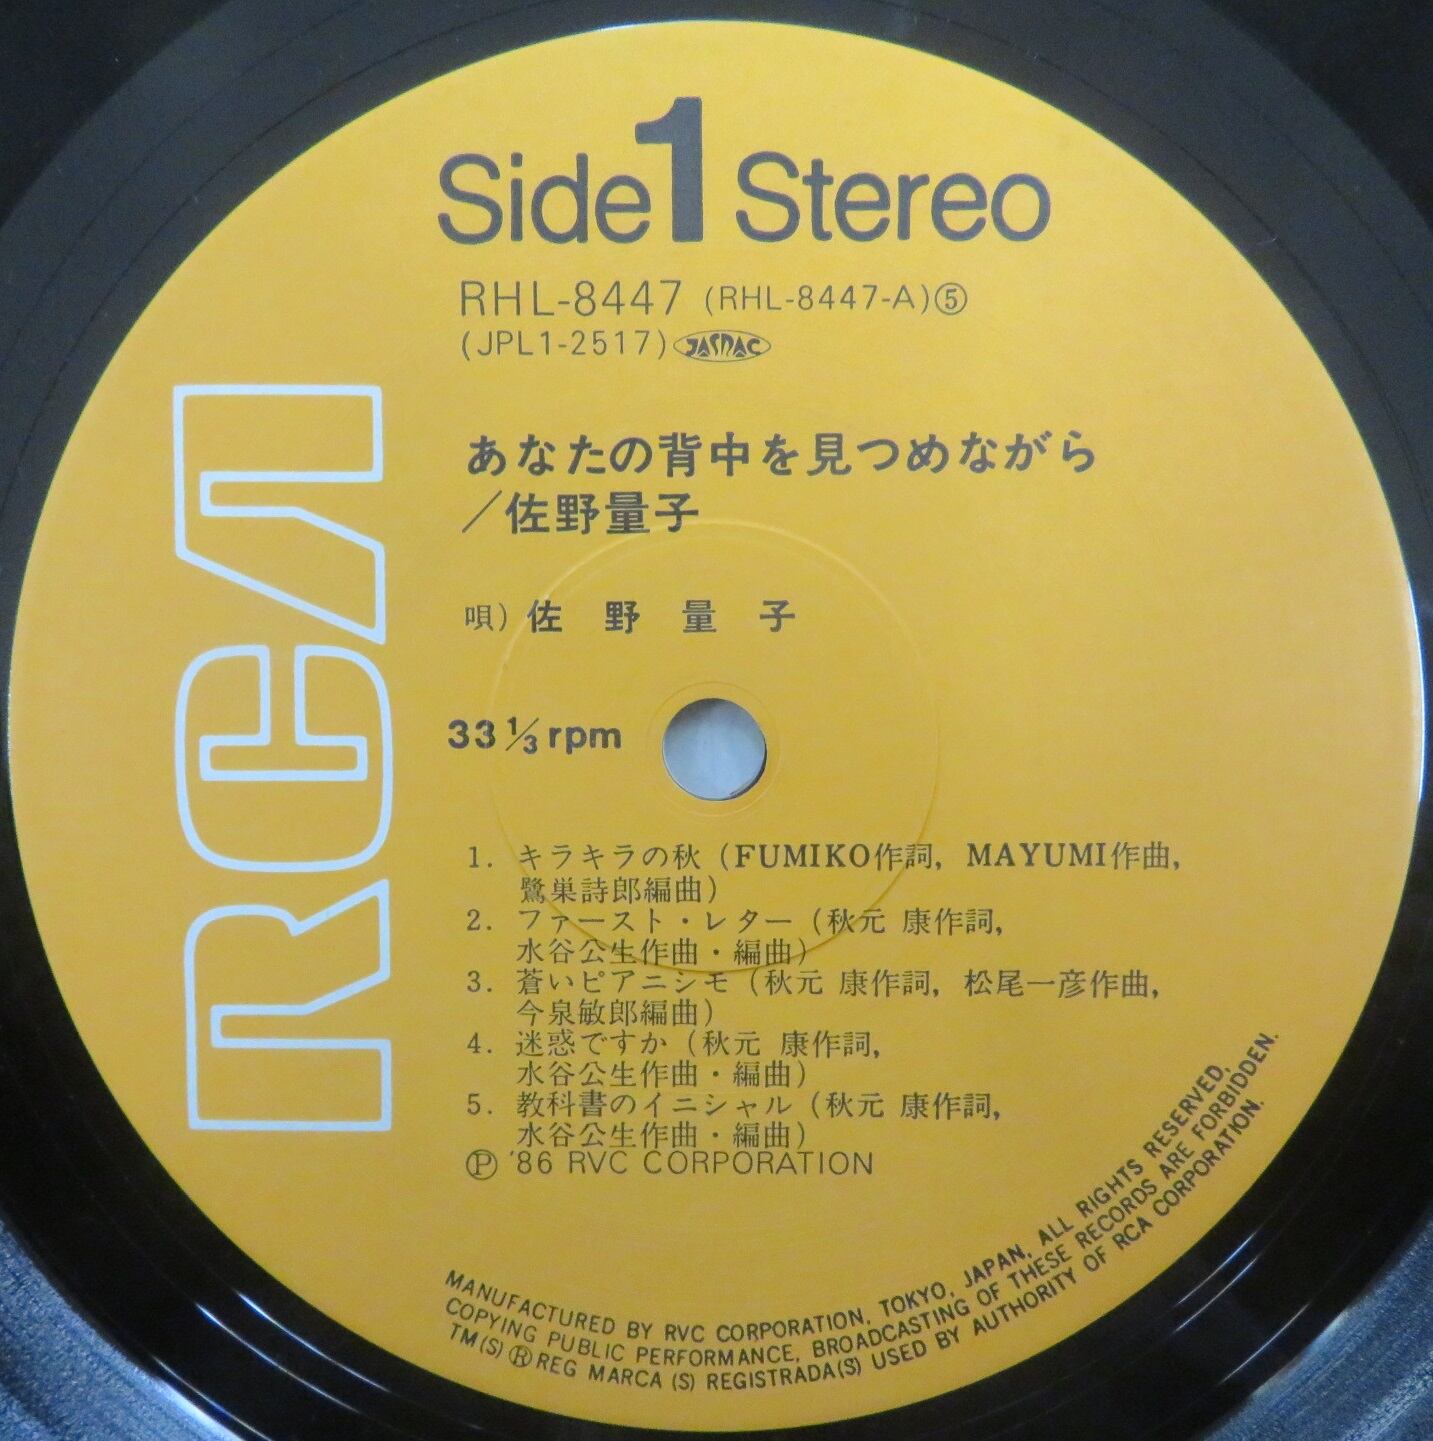 Side 1 Stereo
RHL-8447 (RHL-8447-A)⑤
(JPL1-2517) JASRAC
あなたの背中を見つめながら
／佐野量子
唄）佐野量子
33⅓rpm
RCA
1. キラキラの秋（FUMIKO作詞, MAYUMI作曲,
鷺巣詩郎編曲）
2. ファースト・レター（秋元 康作詞,
水谷公生作曲・編曲）
3. 蒼いピアニシモ（秋元 康作詞, 松尾一彦作曲,
今泉敏郎編曲）
4. 迷惑ですか（秋元 康作詞,
水谷公生作曲・編曲）
5. 教科書のイニシャル（秋元 康作詞,
水谷公生作曲・編曲）
Ⓟ '86 RVC CORPORATION
MANUFACTURED BY RVC CORPORATION, TOKYO, JAPAN, ALL RIGHTS RESERVED,
COPYING PUBLIC PERFORMANCE, BROADCASTING OF THESE RECORDS ARE FORBIDDEN.
TM(S) ® REG MARCA (S) REGISTRADA(S) USED BY AUTHORITY OF RCA CORPORATION.